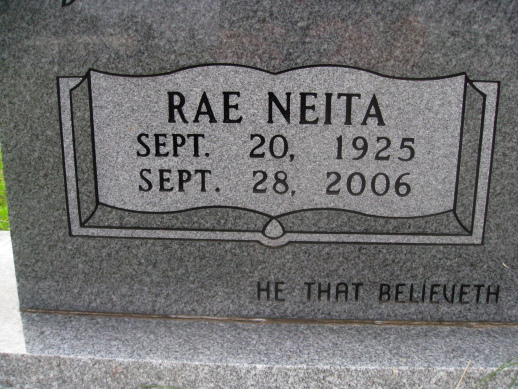 RAE NEITA
SEPT. 20, 1925
SEPT. 28, 2006
HE THAT BELIEVETH